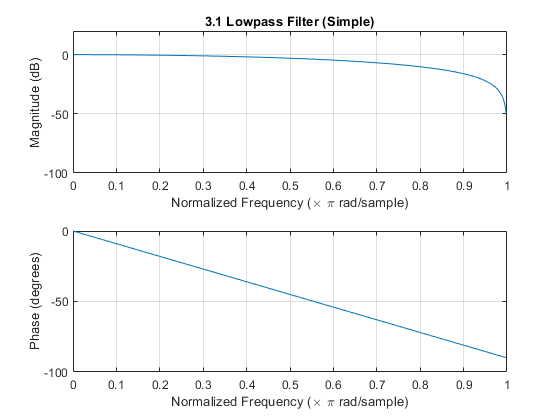 3.1 Lowpass Filter (Simple)
Magnitude (dB)
0
-50
-100
0 0.1 0.2 0.3 0.4 0.5 0.6 0.7 0.8 0.9 1
Normalized Frequency (× π rad/sample)
Phase (degrees)
0
-50
-100
0 0.1 0.2 0.3 0.4 0.5 0.6 0.7 0.8 0.9 1
Normalized Frequency (× π rad/sample)